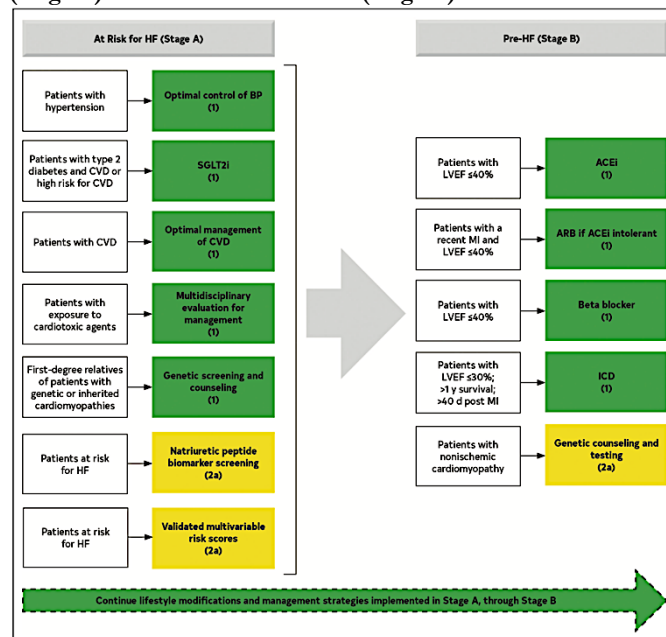 At Risk for HF (Stage A)
Pre-HF (Stage B)
Patients with
hypertension
Optimal control of BP
(1)
Patients with type 2
diabetes and CVD or
high risk for CVD
SGLT2i
(1)
Patients with CVD
Optimal management
of CVD
(1)
Patients with
exposure to
cardiotoxic agents
Multidisciplinary
evaluation for
management
(1)
First-degree relatives
of patients with
genetic or inherited
cardiomyopathies
Genetic screening and
counseling
(1)
Patients at risk
for HF
Natriuretic peptide
biomarker screening
(2a)
Patients at risk
for HF
Validated multivariable
risk scores
(2a)
Patients with
LVEF ≤40%
ACEi
(1)
Patients with a
recent MI and
LVEF ≤40%
ARB if ACEi intolerant
(1)
Patients with
LVEF ≤40%
Beta blocker
(1)
Patients with
LVEF ≤30%;
>1 y survival;
>40 d post MI
ICD
(1)
Patients with
nonischemic
cardiomyopathy
Genetic counseling and
testing
(2a)
Continue lifestyle modifications and management strategies implemented in Stage A, through Stage B